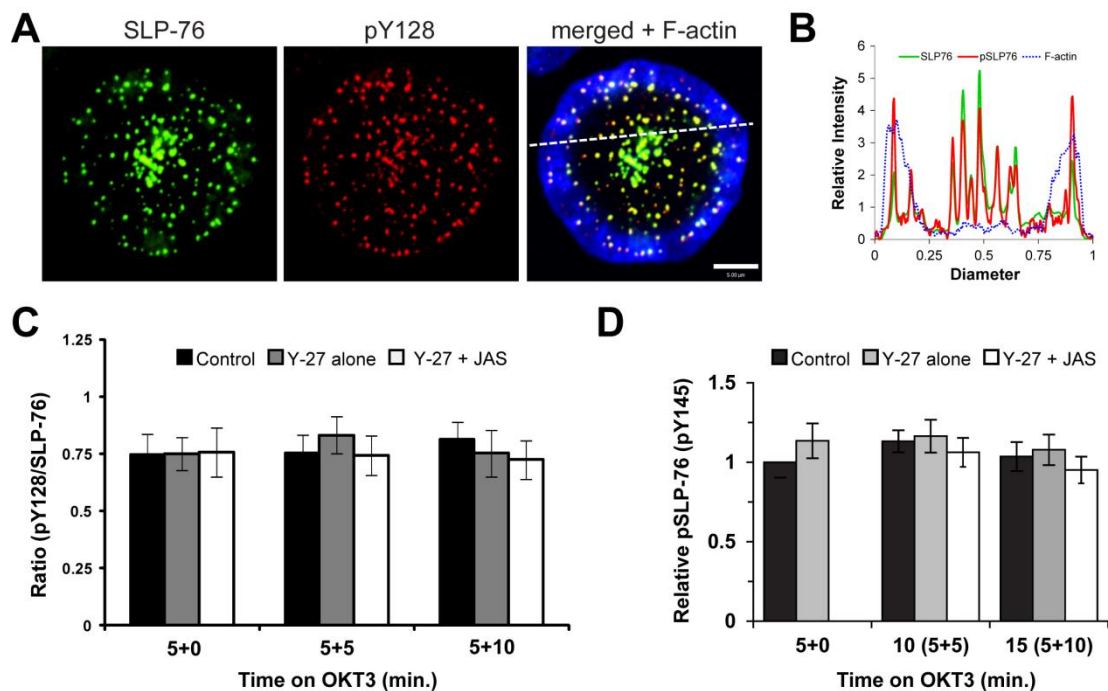 A
SLP-76
pY128
merged + F-actin
5.00 µm
B
SLP76 pSLP76 F-actin
Relative Intensity
6
5
4
3
2
1
0
0 0.25 0.5 0.75 1
Diameter
C
Control Y-27 alone Y-27 + JAS
Ratio (pY128/SLP-76)
1.25
1
0.75
0.5
0.25
0
5+0 5+5 5+10
Time on OKT3 (min.)
D
Control Y-27 alone Y-27 + JAS
Relative pSLP-76 (pY145)
1.5
1
0.5
0
5+0 10 (5+5) 15 (5+10)
Time on OKT3 (min.)